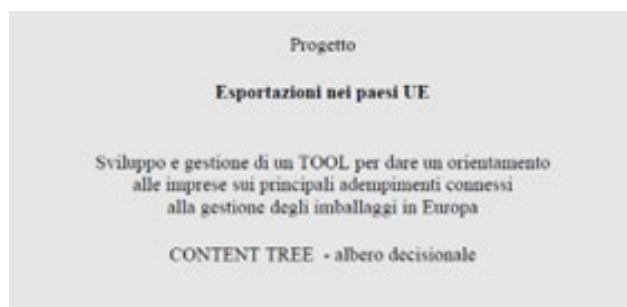 Progetto
Esportazioni nei paesi UE
Sviluppo e gestione di un TOOL per dare un orientamento
alle imprese sui principali adempimenti connessi
alla gestione degli imballaggi in Europa
CONTENT TREE - albero decisionale